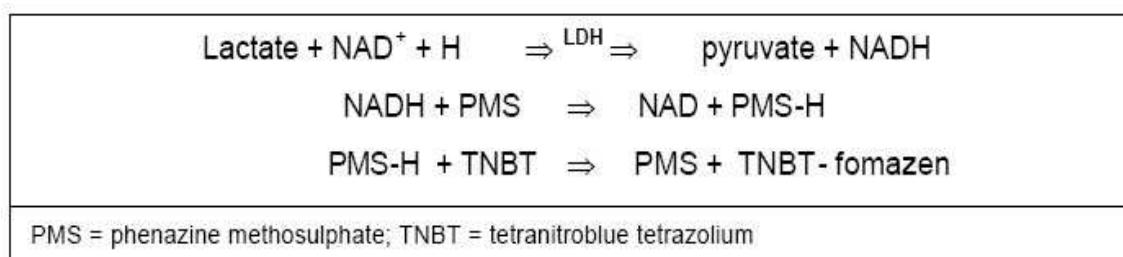 Lactate + NAD⁺ + H ⇒ LDH ⇒ pyruvate + NADH
NADH + PMS ⇒ NAD + PMS-H
PMS-H + TNBT ⇒ PMS + TNBT- fomazen
PMS = phenazine methosulphate; TNBT = tetranitroblue tetrazolium